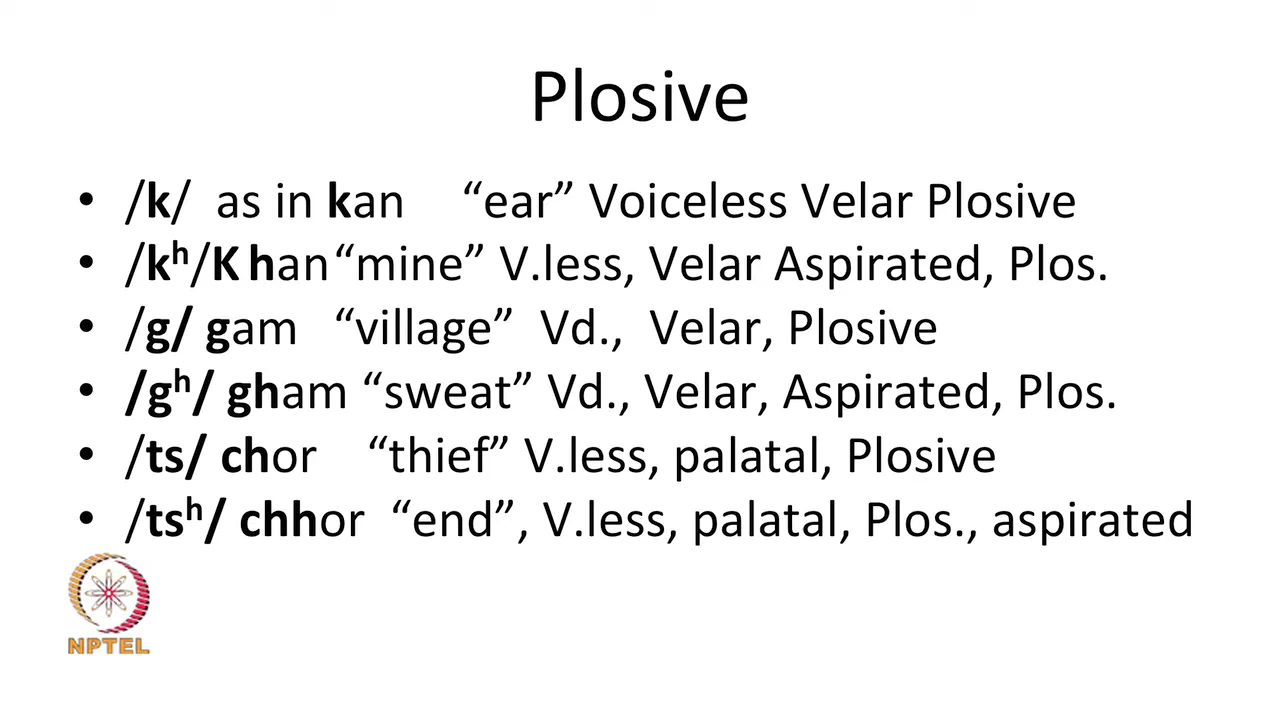 Plosive
• /k/ as in kan “ear” Voiceless Velar Plosive
• /kʰ/K han“mine” V.less, Velar Aspirated, Plos.
• /g/ gam “village” Vd., Velar, Plosive
• /gʰ/ gham “sweat” Vd., Velar, Aspirated, Plos.
• /ts/ chor “thief” V.less, palatal, Plosive
• /tsʰ/ chhor “end”, V.less, palatal, Plos., aspirated
NPTEL